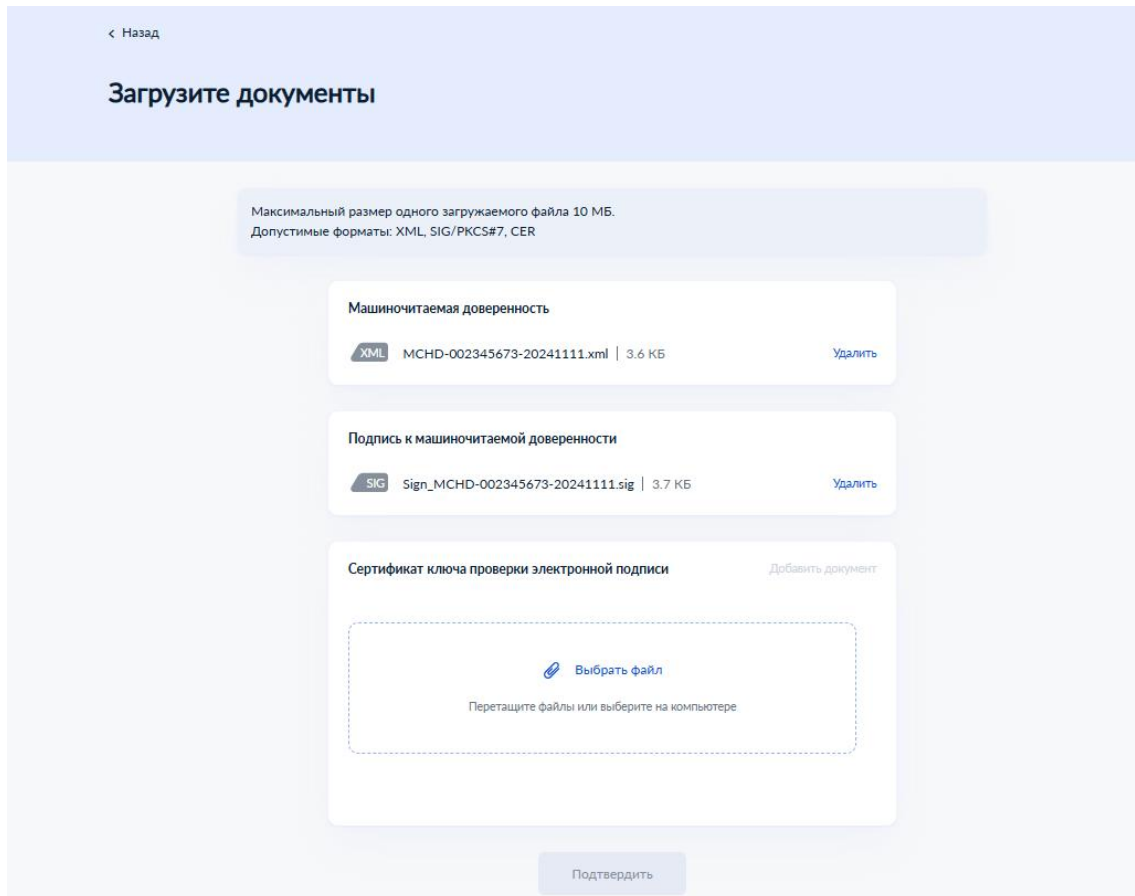 < Назад
Загрузите документы
Максимальный размер одного загружаемого файла 10 МБ.
Допустимые форматы: XML, SIG/PKCS#7, CER
Машиночитаемая доверенность
XML MCHD-002345673-20241111.xml | 3.6 КБ Удалить
Подпись к машиночитаемой доверенности
SIG Sign_MCHD-002345673-20241111.sig | 3.7 КБ Удалить
Сертификат ключа проверки электронной подписи Добавить документ
Выбрать файл
Перетащите файлы или выберите на компьютере
Подтвердить